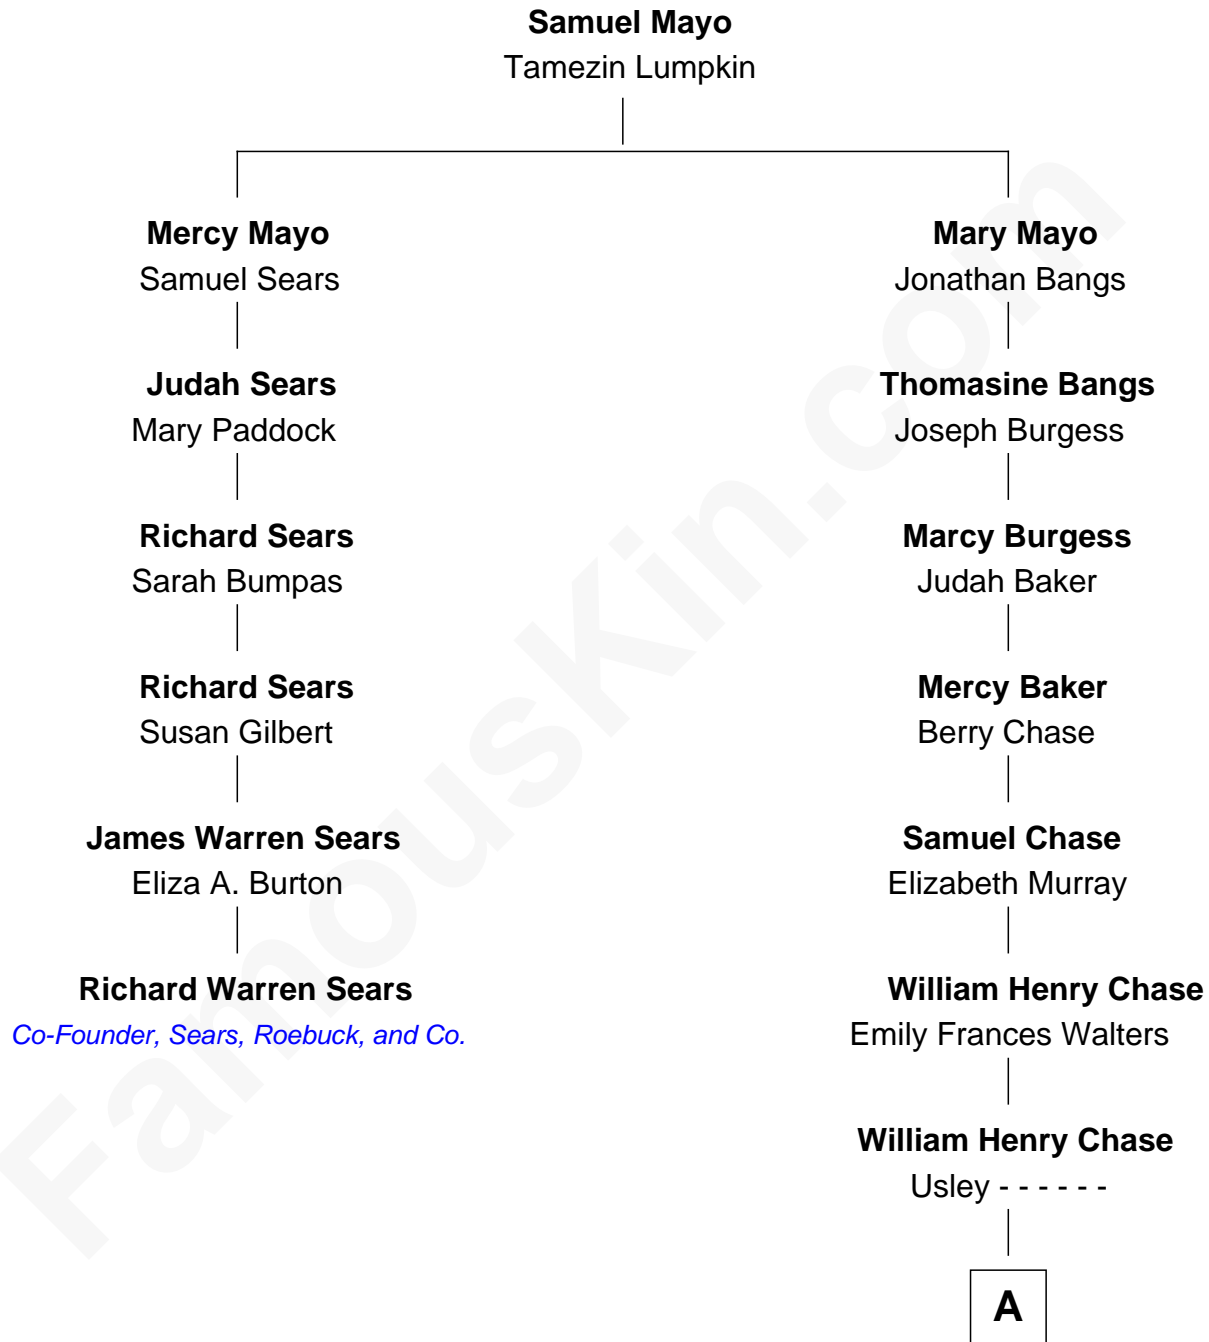 Samuel Mayo
Tamezin Lumpkin
Mercy Mayo
Samuel Sears
Mary Mayo
Jonathan Bangs
Judah Sears
Mary Paddock
Thomasine Bangs
Joseph Burgess
Richard Sears
Sarah Bumpas
Marcy Burgess
Judah Baker
Richard Sears
Susan Gilbert
Mercy Baker
Berry Chase
James Warren Sears
Eliza A. Burton
Samuel Chase
Elizabeth Murray
Richard Warren Sears
Co-Founder, Sears, Roebuck, and Co.
William Henry Chase
Emily Frances Walters
William Henry Chase
Usley - - - - - -
A
FamousKin.com